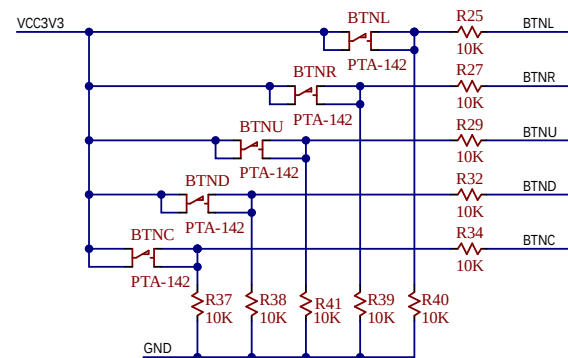 BTNL R25
VCC3V3 BTNL
PTA-142 10K
BTNR R27
BTNR
PTA-142 10K
BTNU R29
BTNU
PTA-142 10K
BTND R32
BTND
PTA-142 10K
BTNC R34
BTNC
PTA-142 10K
R37 R38 R41 R39 R40
10K 10K 10K 10K 10K
GND